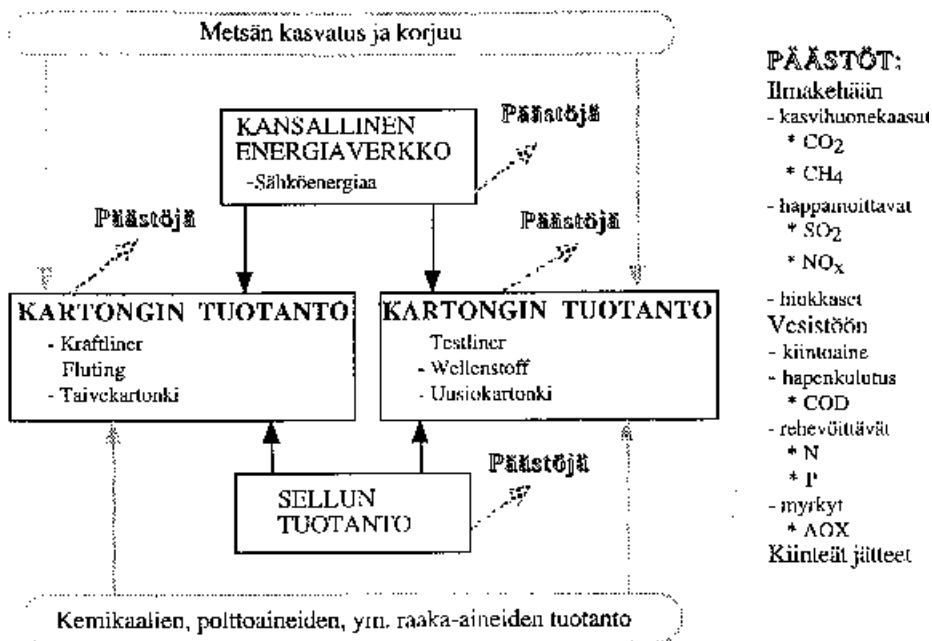 Metsän kasvatus ja korjuu
KANSALLINEN
ENERGIAVERKKO
-Sähköenergiaa
Päästöjä
Päästöjä
Päästöjä
KARTONGIN TUOTANTO
- Kraftliner
Fluting
- Taivekartonki
KARTONGIN TUOTANTO
Testliner
- Wellenstoff
- Uusiokartonki
Päästöjä
SELLUN
TUOTANTO
Kemikaalien, polttoaineiden, ym. raaka-aineiden tuotanto
PÄÄSTÖT:
Ilmakehään
- kasvihuonekaasut
* CO2
* CH4
- happamoittavat
* SO2
* NOx
- hiukkaset
Vesistöön
- kiintoaine
- hapenkulutus
* COD
- rehevöittävät
* N
* P
- myrkyt
* AOX
Kiinteät jätteet